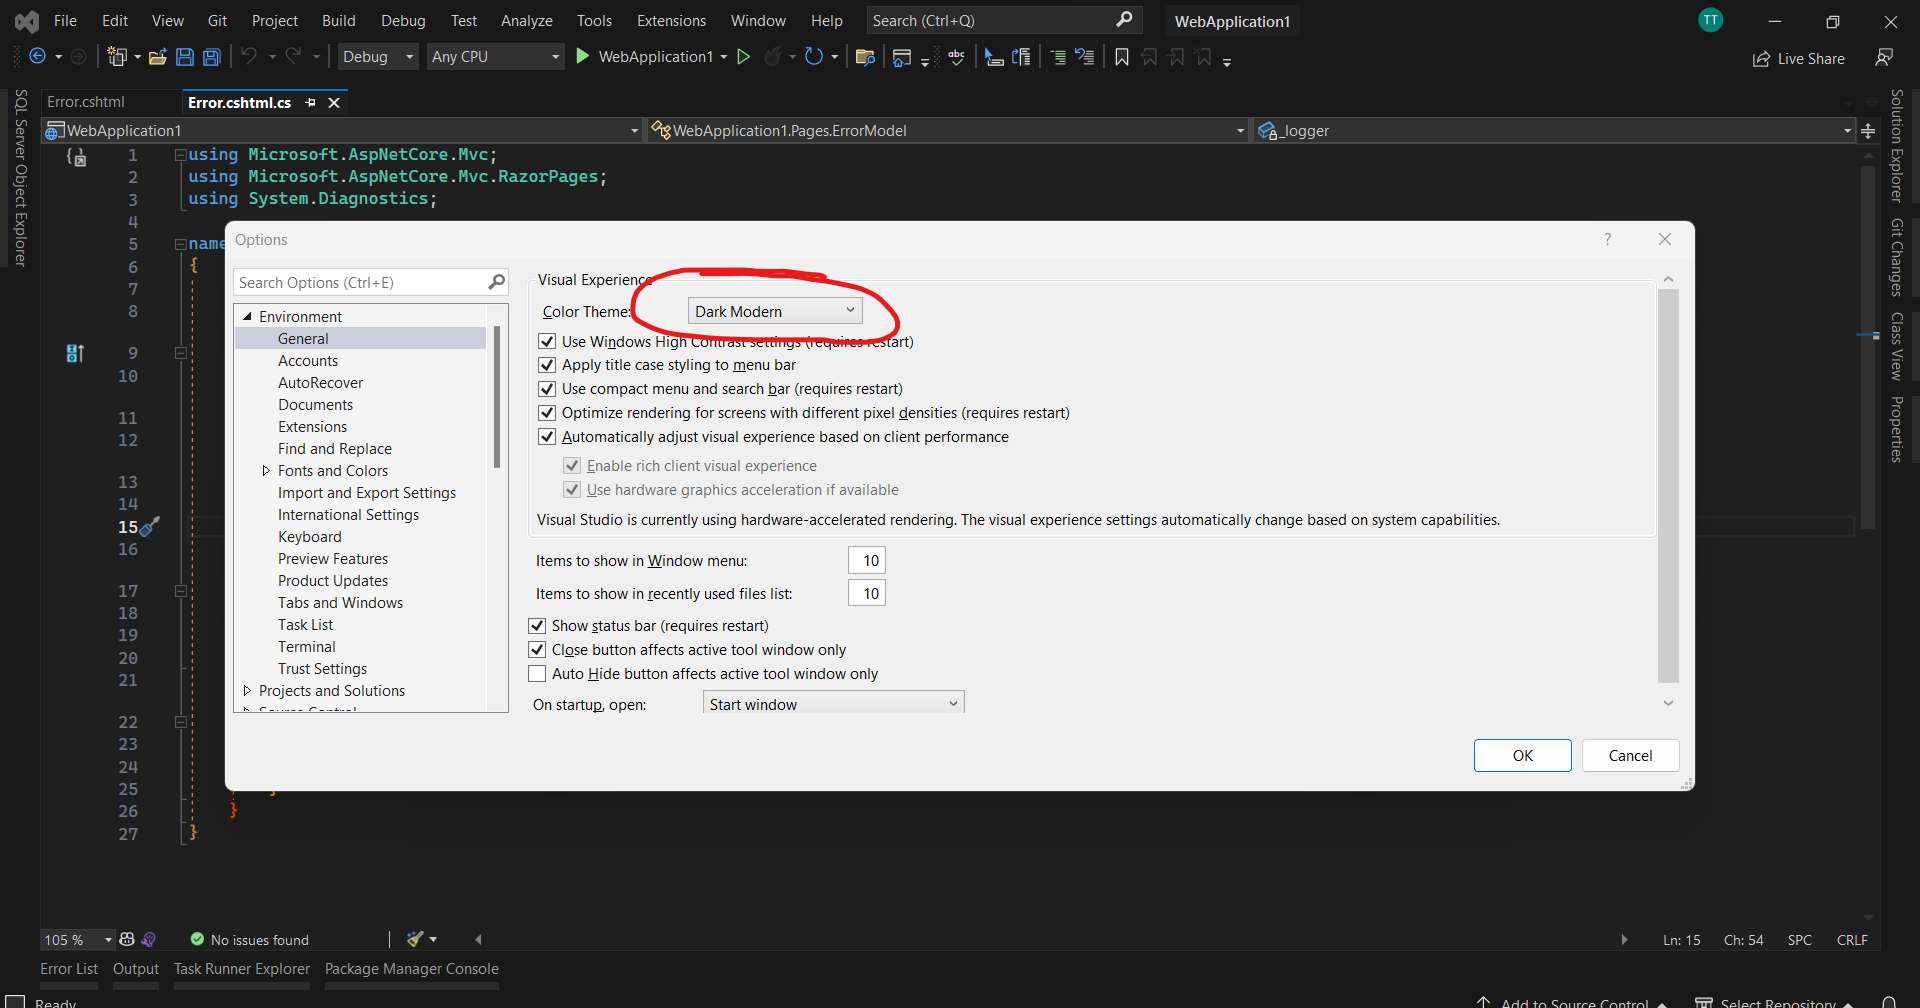 File Edit View Git Project Build Debug Test Analyze Tools Extensions Window Help Search (Ctrl+Q) WebApplication1 TT
Debug Any CPU WebApplication1 abc Live Share
SQL Server Object Explorer
Error.cshtml Error.cshtml.cs
WebApplication1 WebApplication1.Pages.ErrorModel _logger
1 using Microsoft.AspNetCore.Mvc;
2 using Microsoft.AspNetCore.Mvc.RazorPages;
3 using System.Diagnostics;
4
5 name
6 {
7
8
9
10
11
12
13
14
15
16
17
18
19
20
21
22
23
24
25 }
26 }
27 }
Options ?
Search Options (Ctrl+E)
Environment
General
Accounts
AutoRecover
Documents
Extensions
Find and Replace
Fonts and Colors
Import and Export Settings
International Settings
Keyboard
Preview Features
Product Updates
Tabs and Windows
Task List
Terminal
Trust Settings
Projects and Solutions
Source Control
Visual Experience
Color Theme: Dark Modern
Use Windows High Contrast settings (requires restart)
Apply title case styling to menu bar
Use compact menu and search bar (requires restart)
Optimize rendering for screens with different pixel densities (requires restart)
Automatically adjust visual experience based on client performance
Enable rich client visual experience
Use hardware graphics acceleration if available
Visual Studio is currently using hardware-accelerated rendering. The visual experience settings automatically change based on system capabilities.
Items to show in Window menu: 10
Items to show in recently used files list: 10
Show status bar (requires restart)
Close button affects active tool window only
Auto Hide button affects active tool window only
On startup, open: Start window
OK Cancel
Solution Explorer
Git Changes
Class View
Properties
105 % No issues found Ln: 15 Ch: 54 SPC CRLF
Error List Output Task Runner Explorer Package Manager Console
Ready Add to Source Control Select Repository